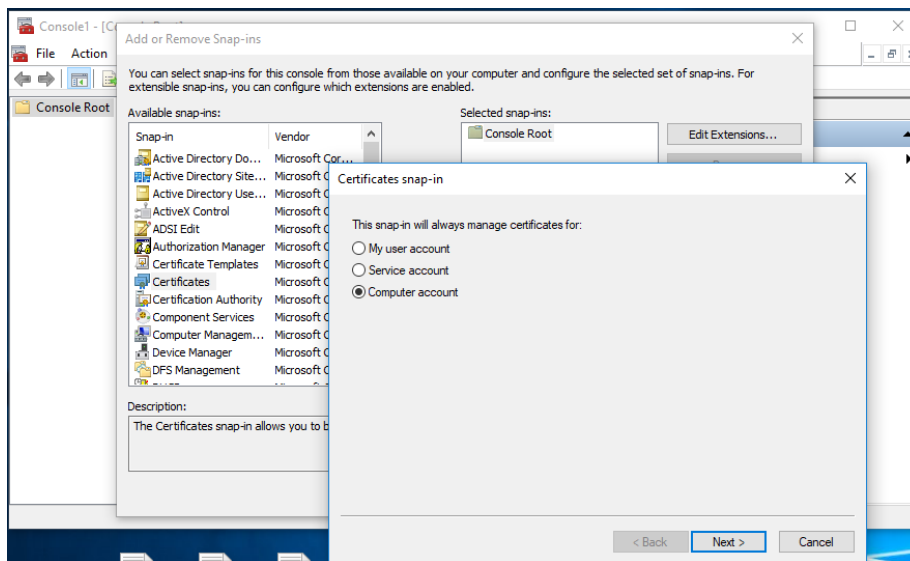 Console1 - [C
Add or Remove Snap-ins
File Action
You can select snap-ins for this console from those available on your computer and configure the selected set of snap-ins. For
extensible snap-ins, you can configure which extensions are enabled.
Console Root
Available snap-ins:
Selected snap-ins:
Snap-in Vendor
Console Root
Edit Extensions...
Active Directory Do... Microsoft Cor...
Active Directory Site... Microsoft C
Active Directory Use... Microsoft C
ActiveX Control Microsoft C
ADSI Edit Microsoft C
Authorization Manager Microsoft C
Certificate Templates Microsoft C
Certificates Microsoft C
Certification Authority Microsoft C
Component Services Microsoft C
Computer Managem... Microsoft C
Device Manager Microsoft C
DFS Management Microsoft C
Description:
The Certificates snap-in allows you to b
Certificates snap-in
This snap-in will always manage certificates for:
My user account
Service account
Computer account
< Back Next > Cancel